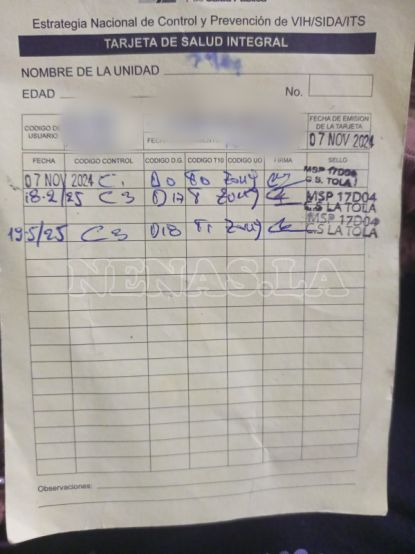 Estrategia Nacional de Control y Prevención de VIH/SIDA/ITS
TARJETA DE SALUD INTEGRAL
NOMBRE DE LA UNIDAD
EDAD No.
CODIGO DE USUARIO
FECHA DE EMISION DE LA TARJETA
07 NOV 2024
FECHA CODIGO CONTROL CODIGO D.G. CODIGO T10 CODIGO UO FIRMA SELLO
07 NOV 2024 C1 MSP 17D04 C.S. TOLA
18-2/25 C3 D17 MSP 17D04 C.S LA TOLA
19-5/25 C3 D18 MSP 17D04 C.S LA TOLA
NENAS.LA
Observaciones: